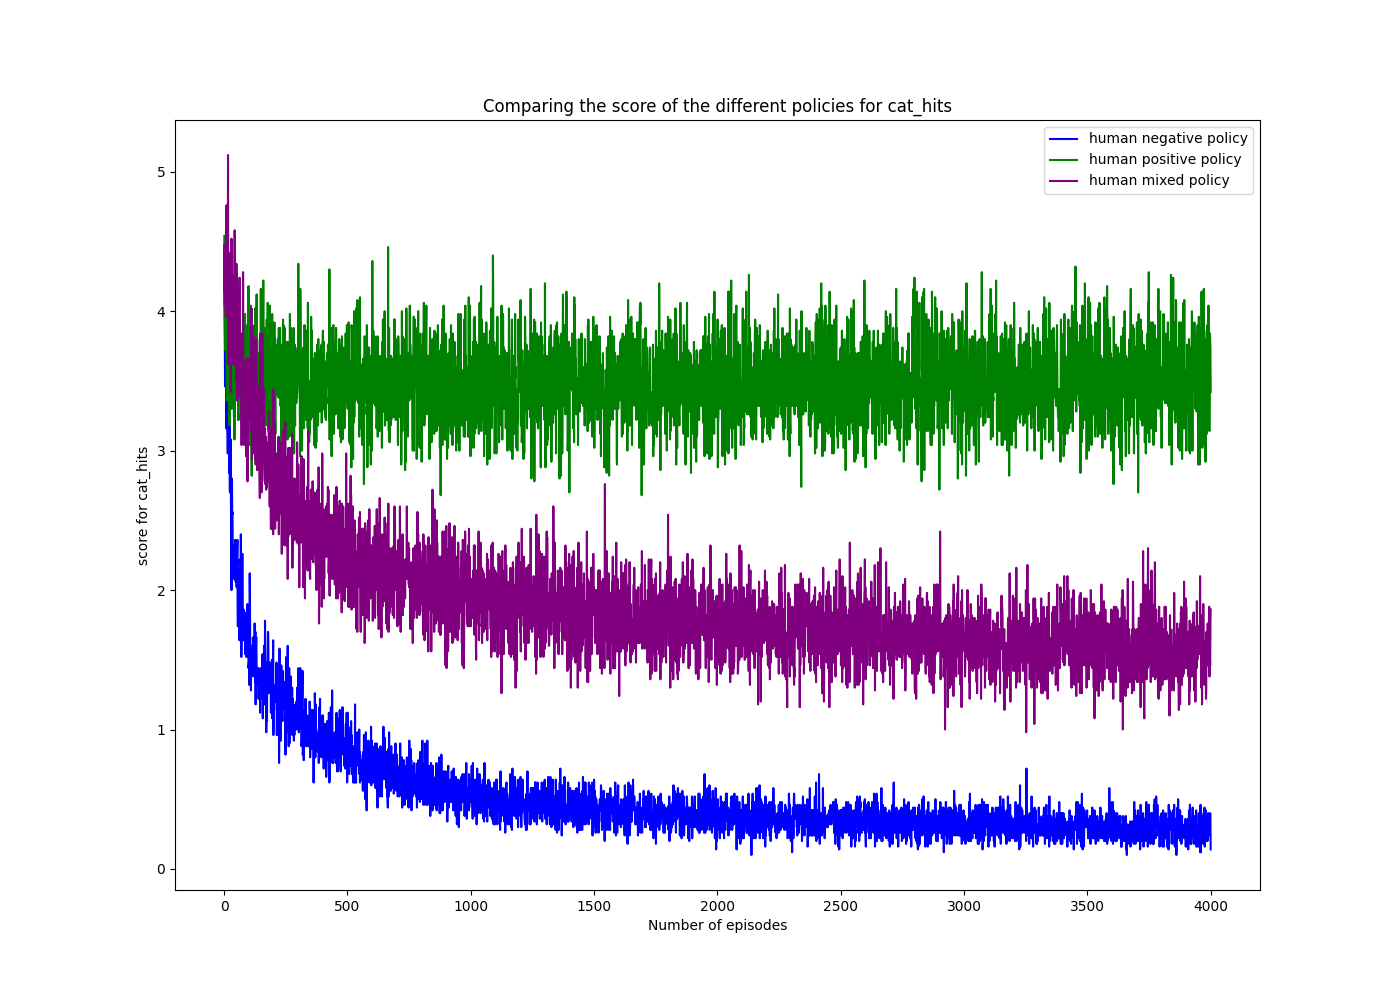 Comparing the score of the different policies for cat_hits
human negative policy
human positive policy
human mixed policy
score for cat_hits
5
4
3
2
1
0
0 500 1000 1500 2000 2500 3000 3500 4000
Number of episodes